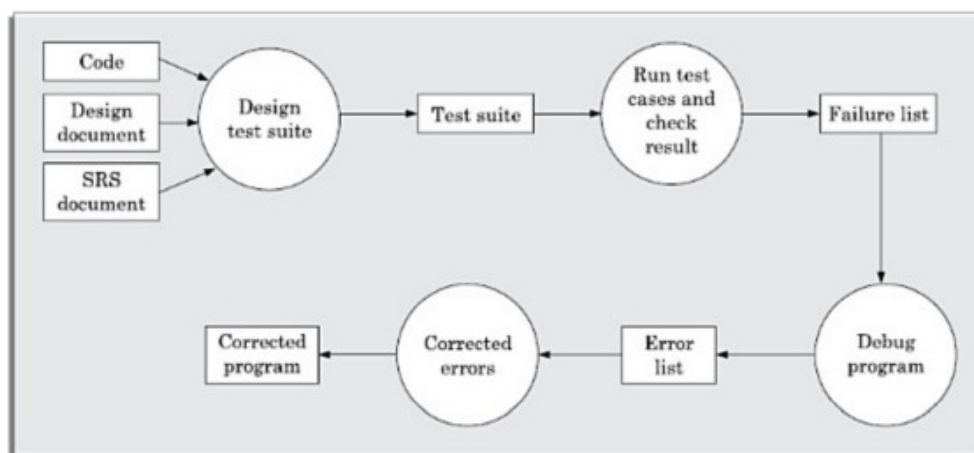 Code
Design
document
SRS
document
Design
test suite
Test suite
Run test
cases and
check
result
Failure list
Debug
program
Error
list
Corrected
errors
Corrected
program